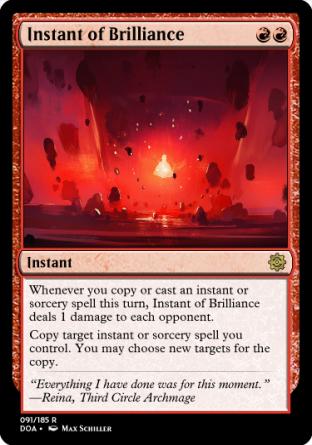 Instant of Brilliance
Instant
Whenever you copy or cast an instant or
sorcery spell this turn, Instant of Brilliance
deals 1 damage to each opponent.
Copy target instant or sorcery spell you
control. You may choose new targets for the
copy.
“Everything I have done was for this moment.”
—Reina, Third Circle Archmage
091/185 R
DOA • Max Schiller